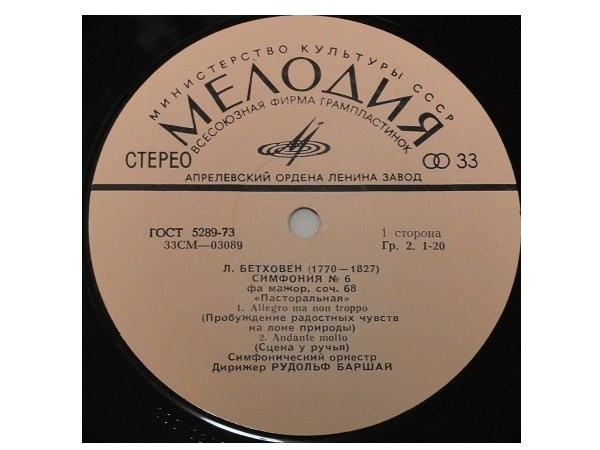 МИНИСТЕРСТВО КУЛЬТУРЫ СССР
МЕЛОДИЯ
ВСЕСОЮЗНАЯ ФИРМА ГРАМПЛАСТИНОК
СТЕРЕО
33
АПРЕЛЕВСКИЙ ОРДЕНА ЛЕНИНА ЗАВОД
ГОСТ 5289-73
1 сторона
33СМ—03089
Гр. 2. 1-20
Л. БЕТХОВЕН (1770—1827)
СИМФОНИЯ № 6
фа мажор, соч. 68
«Пасторальная»
1. Allegro ma non troppo
(Пробуждение радостных чувств
на лоне природы)
2. Andante molto
(Сцена у ручья)
Симфонический оркестр
Дирижер РУДОЛЬФ БАРШАЙ